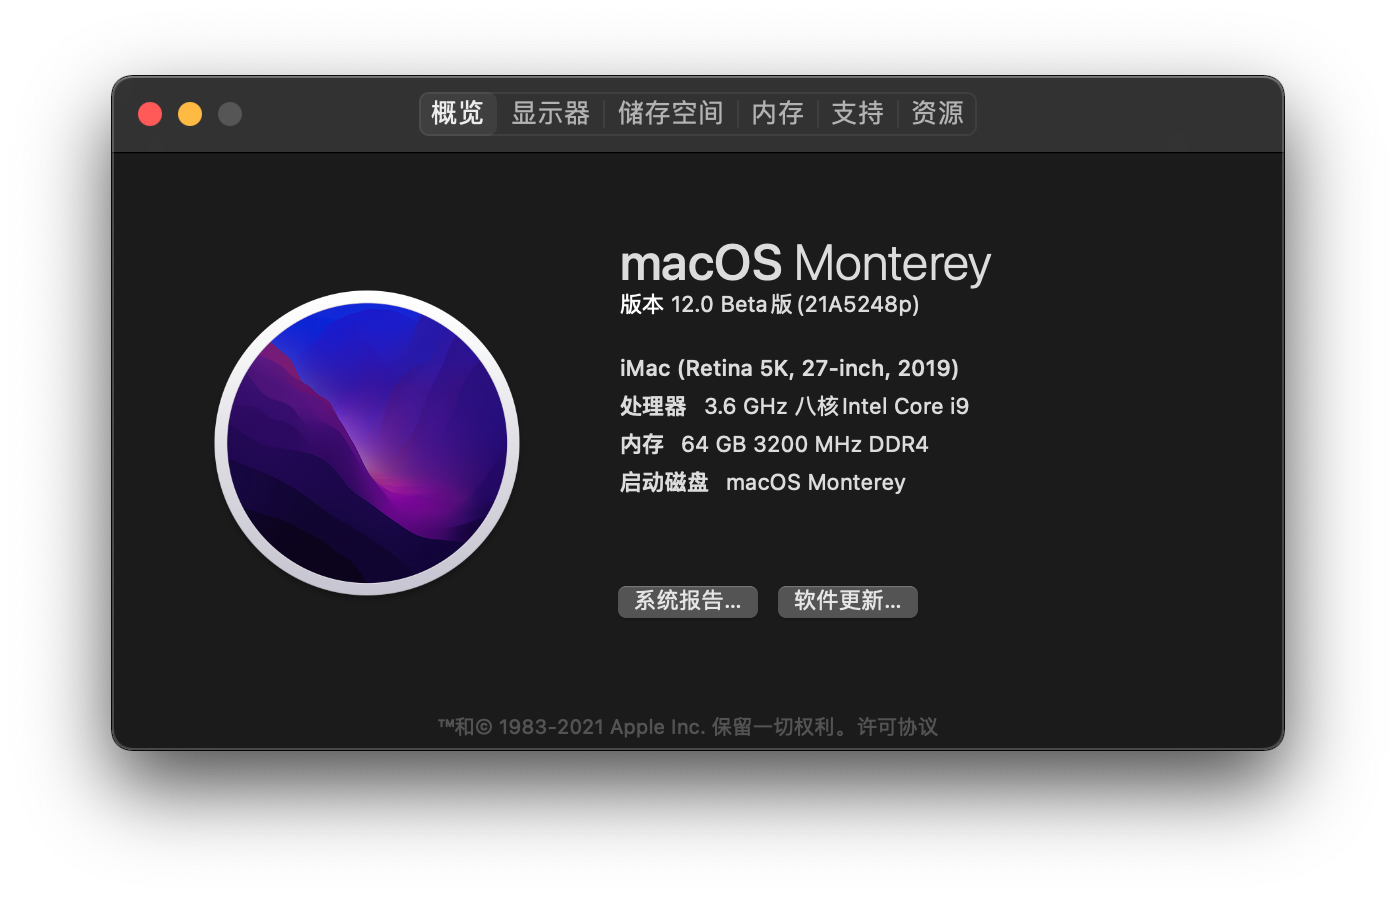 概览 显示器 储存空间 内存 支持 资源
macOS Monterey
版本 12.0 Beta版 (21A5248p)
iMac (Retina 5K, 27-inch, 2019)
处理器 3.6 GHz 八核Intel Core i9
内存 64 GB 3200 MHz DDR4
启动磁盘 macOS Monterey
系统报告... 软件更新...
™和© 1983-2021 Apple Inc. 保留一切权利。许可协议